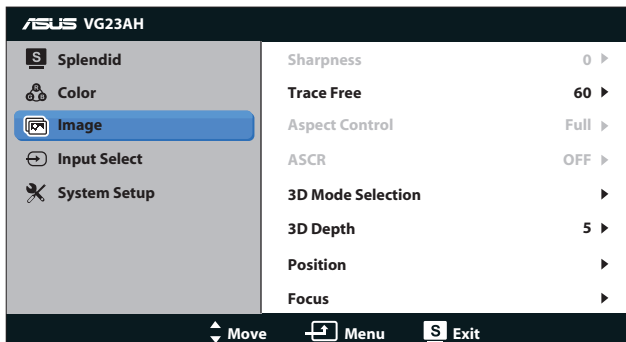 ASUS VG23AH
S Splendid
Color
Image
Input Select
System Setup
Sharpness 0
Trace Free 60
Aspect Control Full
ASCR OFF
3D Mode Selection
3D Depth 5
Position
Focus
Move Menu S Exit